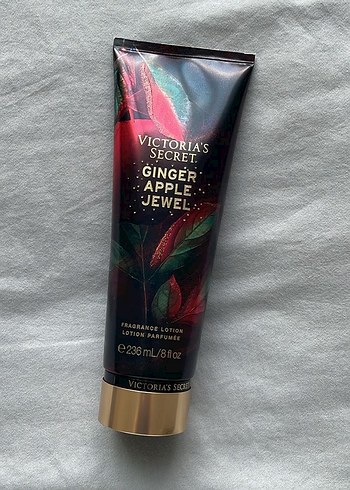 VICTORIA'S
SECRET
GINGER
APPLE
JEWEL
FRAGRANCE LOTION
LOTION PARFUMÉE
℮ 236 mL/8 fl oz
VICTORIA'S SECRET